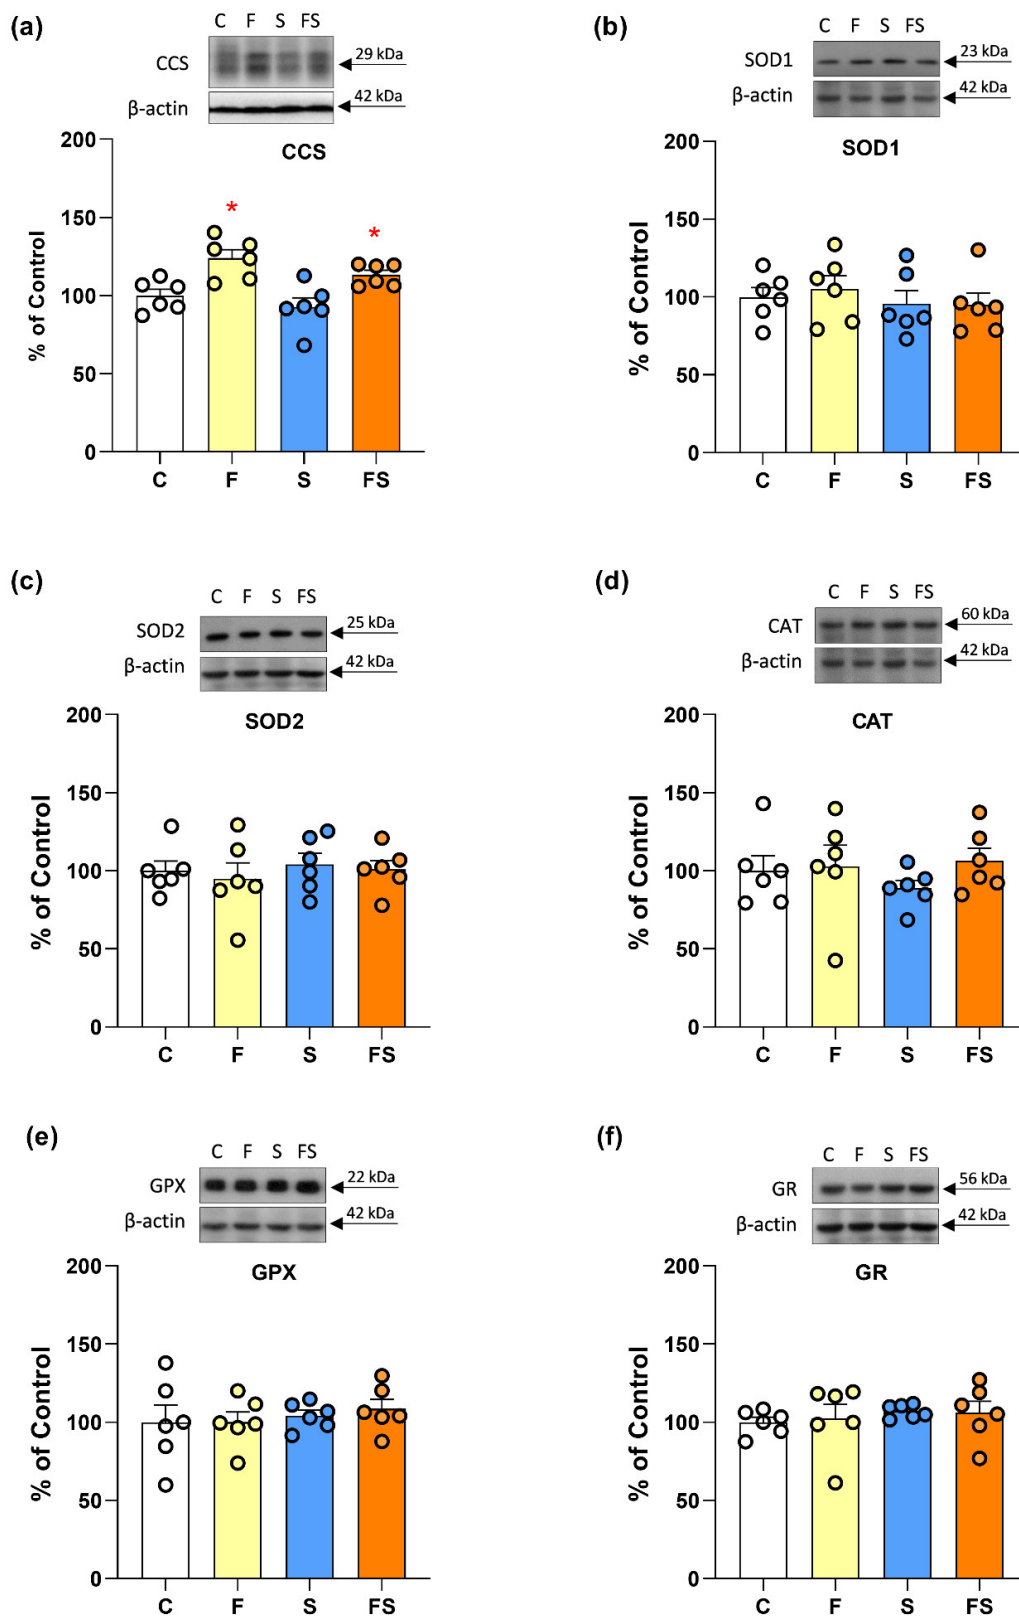 (a)
C F S FS
CCS 29 kDa
β-actin 42 kDa
CCS
% of Control
200
150
100
50
0
* *
C F S FS
(b)
C F S FS
SOD1 23 kDa
β-actin 42 kDa
SOD1
% of Control
200
150
100
50
0
C F S FS
(c)
C F S FS
SOD2 25 kDa
β-actin 42 kDa
SOD2
% of Control
200
150
100
50
0
C F S FS
(d)
C F S FS
CAT 60 kDa
β-actin 42 kDa
CAT
% of Control
200
150
100
50
0
C F S FS
(e)
C F S FS
GPX 22 kDa
β-actin 42 kDa
GPX
% of Control
200
150
100
50
0
C F S FS
(f)
C F S FS
GR 56 kDa
β-actin 42 kDa
GR
% of Control
200
150
100
50
0
C F S FS